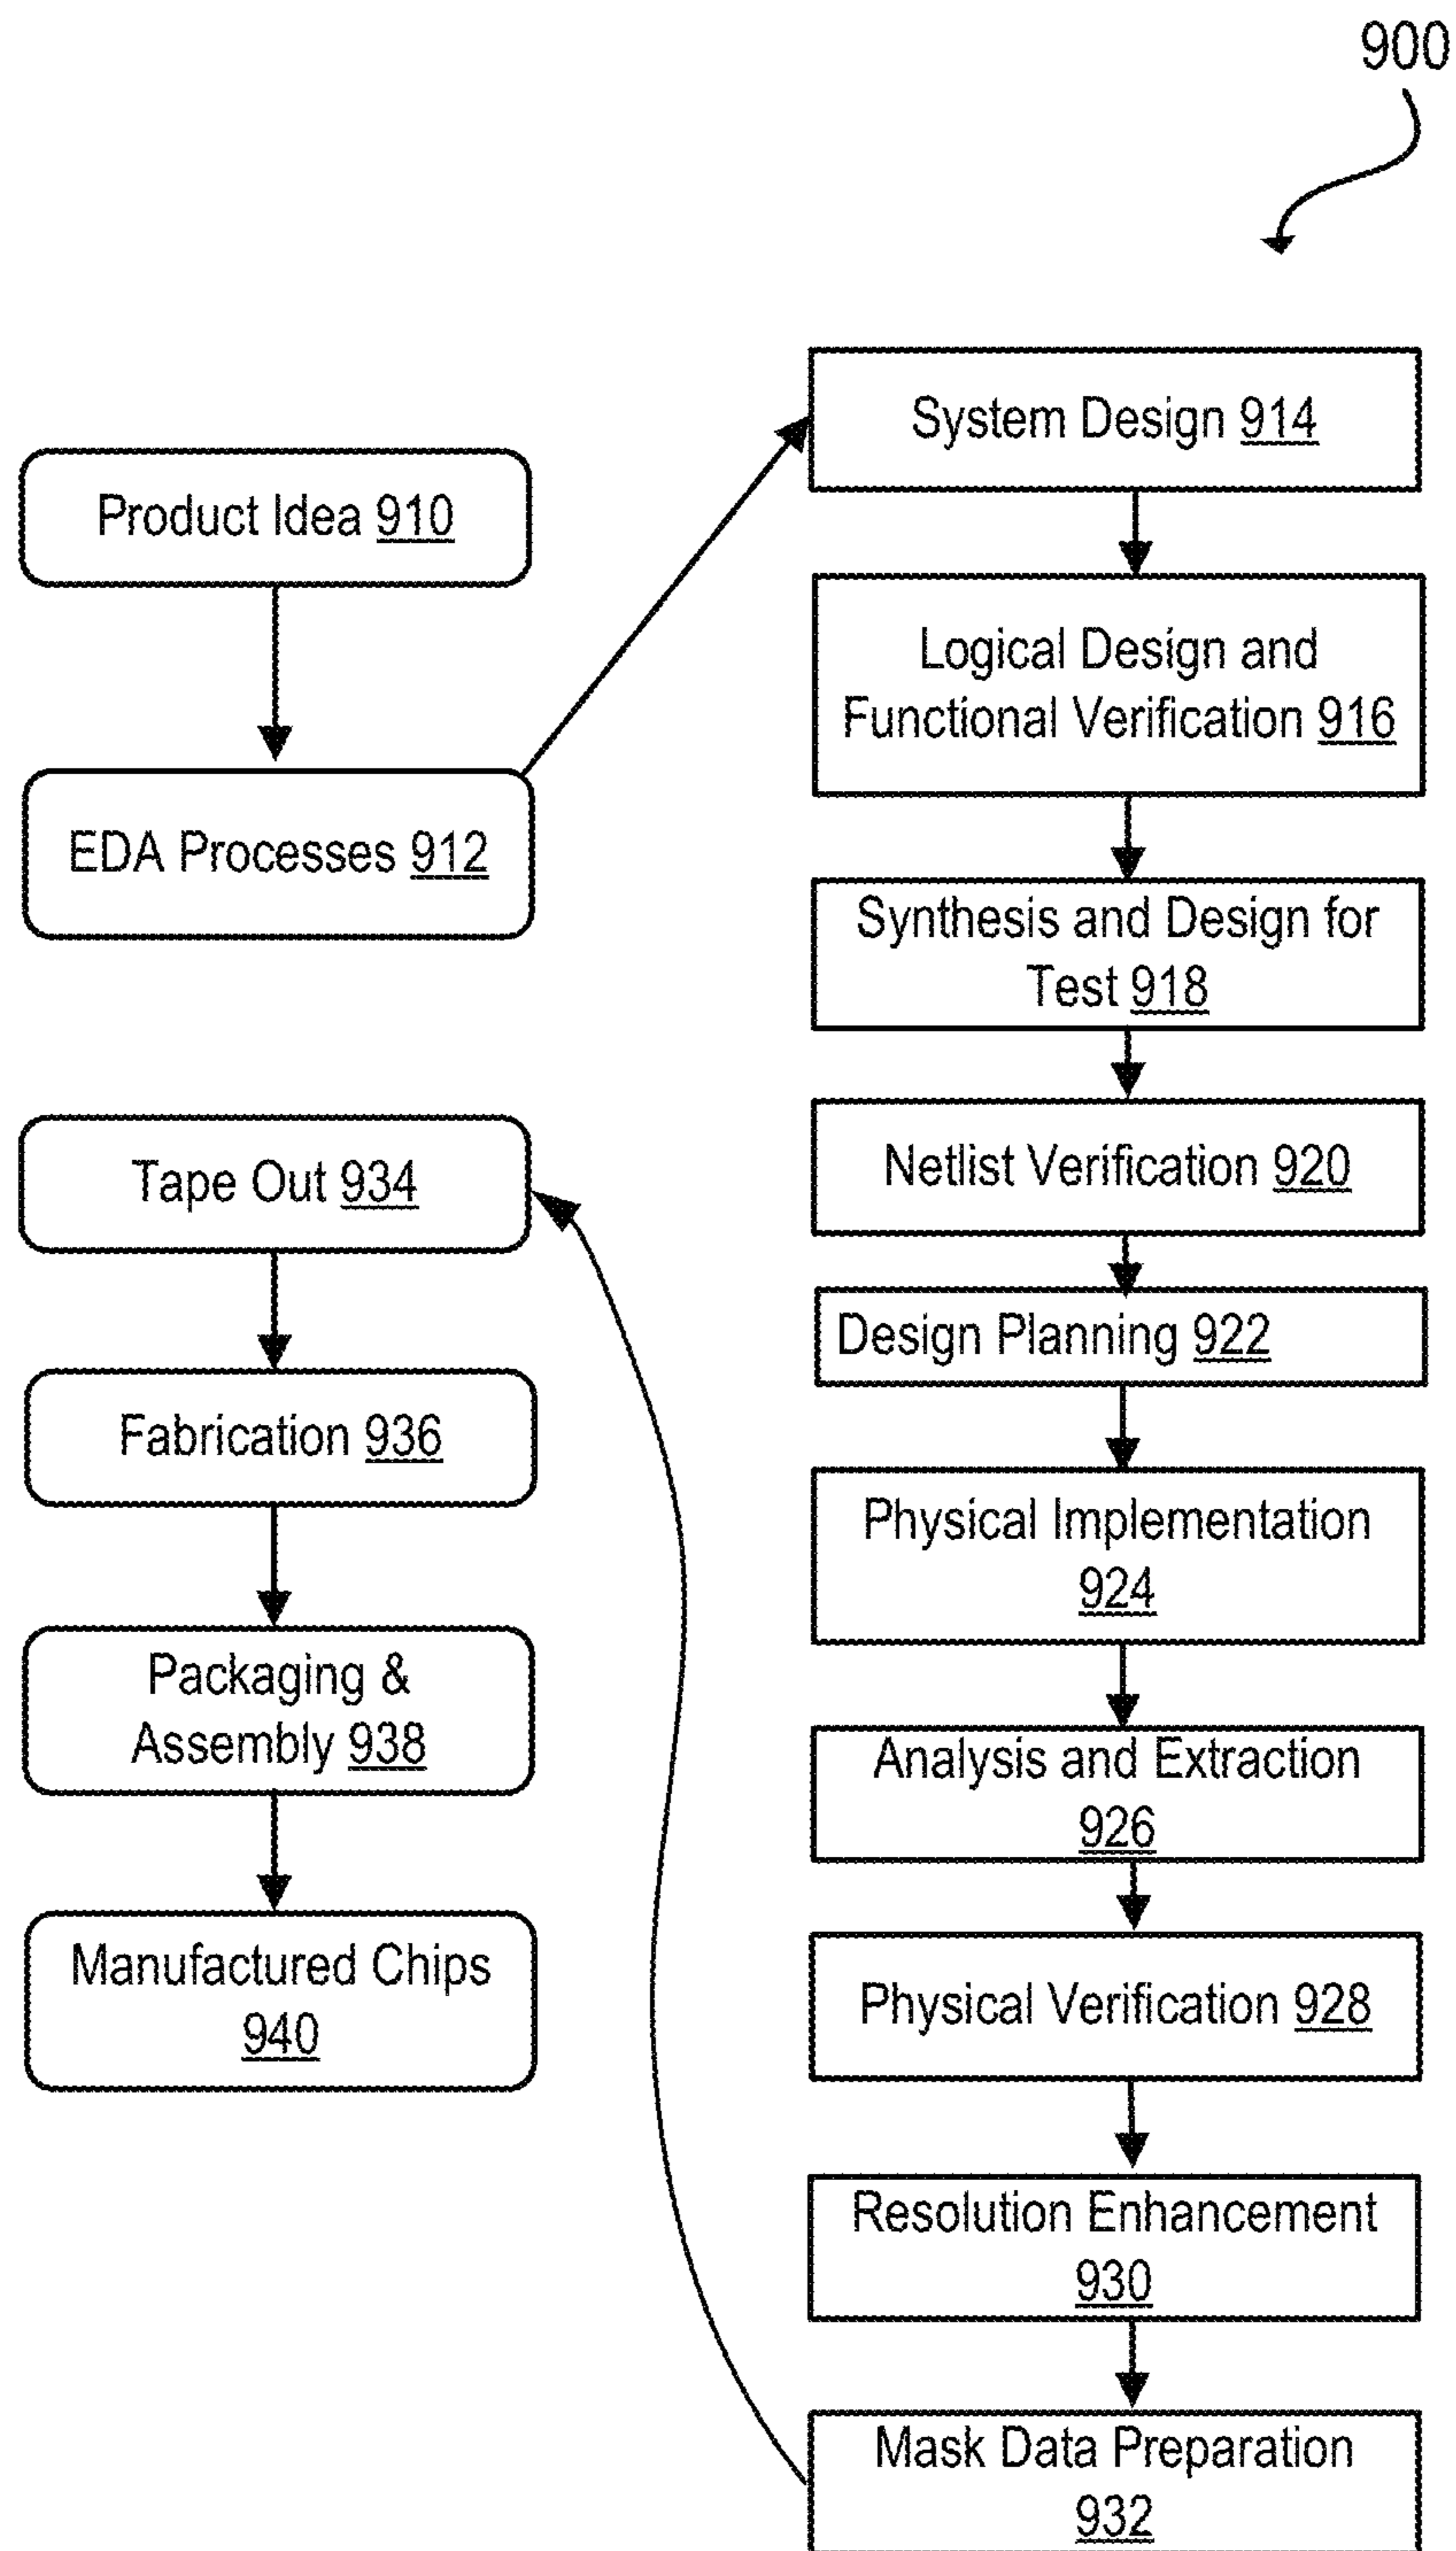 900
Product Idea 910
EDA Processes 912
System Design 914
Logical Design and
Functional Verification 916
Synthesis and Design for
Test 918
Netlist Verification 920
Design Planning 922
Physical Implementation
924
Analysis and Extraction
926
Physical Verification 928
Resolution Enhancement
930
Mask Data Preparation
932
Tape Out 934
Fabrication 936
Packaging &
Assembly 938
Manufactured Chips
940